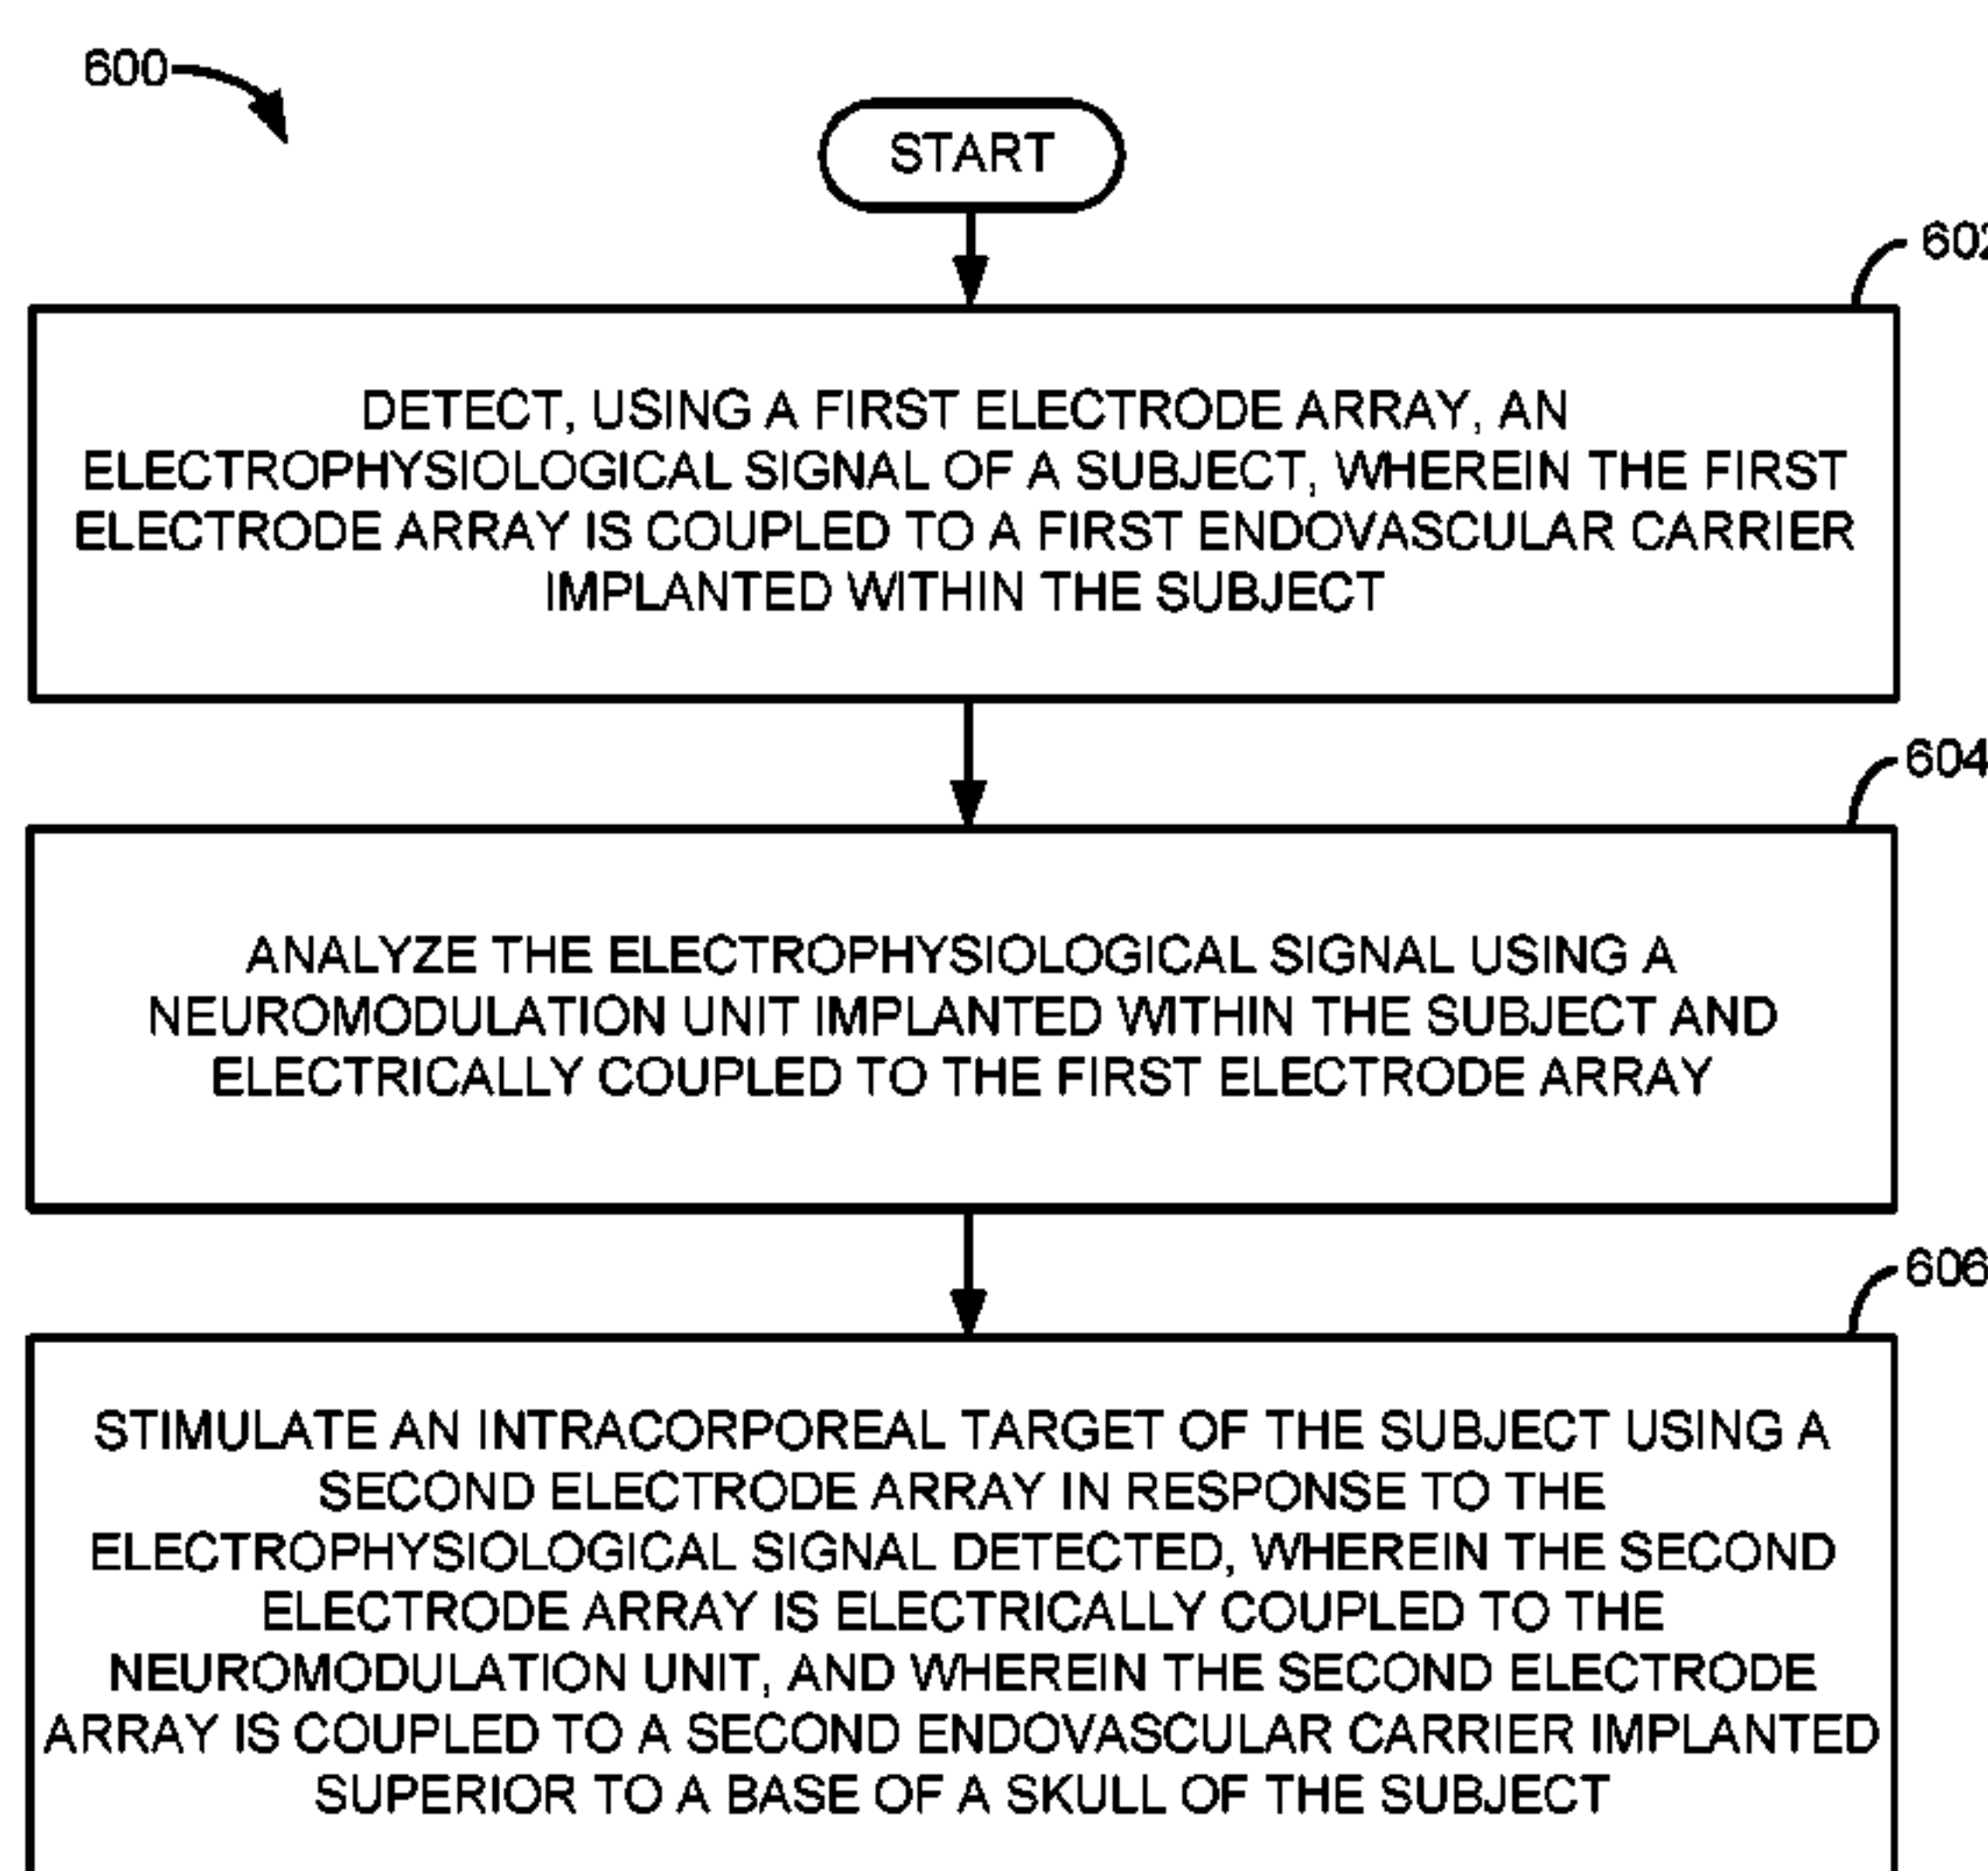 600
START
602
DETECT, USING A FIRST ELECTRODE ARRAY, AN
ELECTROPHYSIOLOGICAL SIGNAL OF A SUBJECT, WHEREIN THE FIRST
ELECTRODE ARRAY IS COUPLED TO A FIRST ENDOVASCULAR CARRIER
IMPLANTED WITHIN THE SUBJECT
604
ANALYZE THE ELECTROPHYSIOLOGICAL SIGNAL USING A
NEUROMODULATION UNIT IMPLANTED WITHIN THE SUBJECT AND
ELECTRICALLY COUPLED TO THE FIRST ELECTRODE ARRAY
606
STIMULATE AN INTRACORPOREAL TARGET OF THE SUBJECT USING A
SECOND ELECTRODE ARRAY IN RESPONSE TO THE
ELECTROPHYSIOLOGICAL SIGNAL DETECTED, WHEREIN THE SECOND
ELECTRODE ARRAY IS ELECTRICALLY COUPLED TO THE
NEUROMODULATION UNIT, AND WHEREIN THE SECOND ELECTRODE
ARRAY IS COUPLED TO A SECOND ENDOVASCULAR CARRIER IMPLANTED
SUPERIOR TO A BASE OF A SKULL OF THE SUBJECT